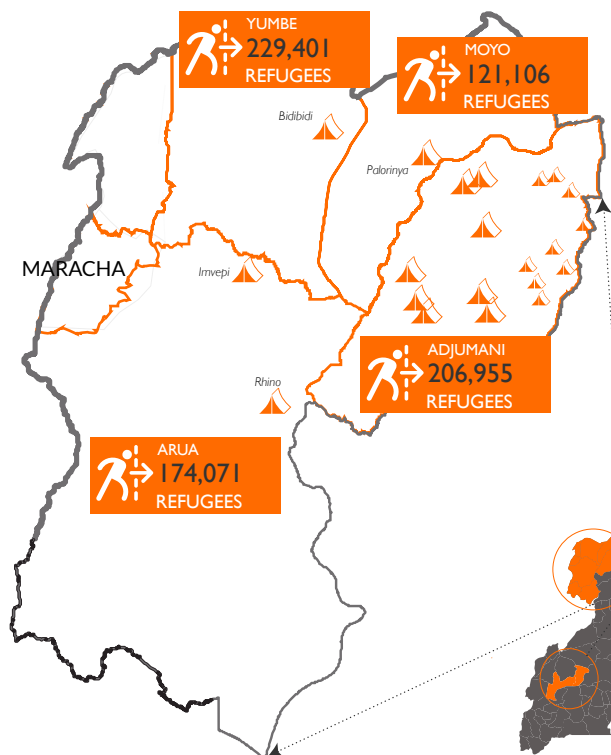 YUMBE
229,401
REFUGEES
MOYO
121,106
REFUGEES
Bidibidi
Palorinya
MARACHA
Imvepi
ADJUMANI
206,955
REFUGEES
Rhino
ARUA
174,071
REFUGEES